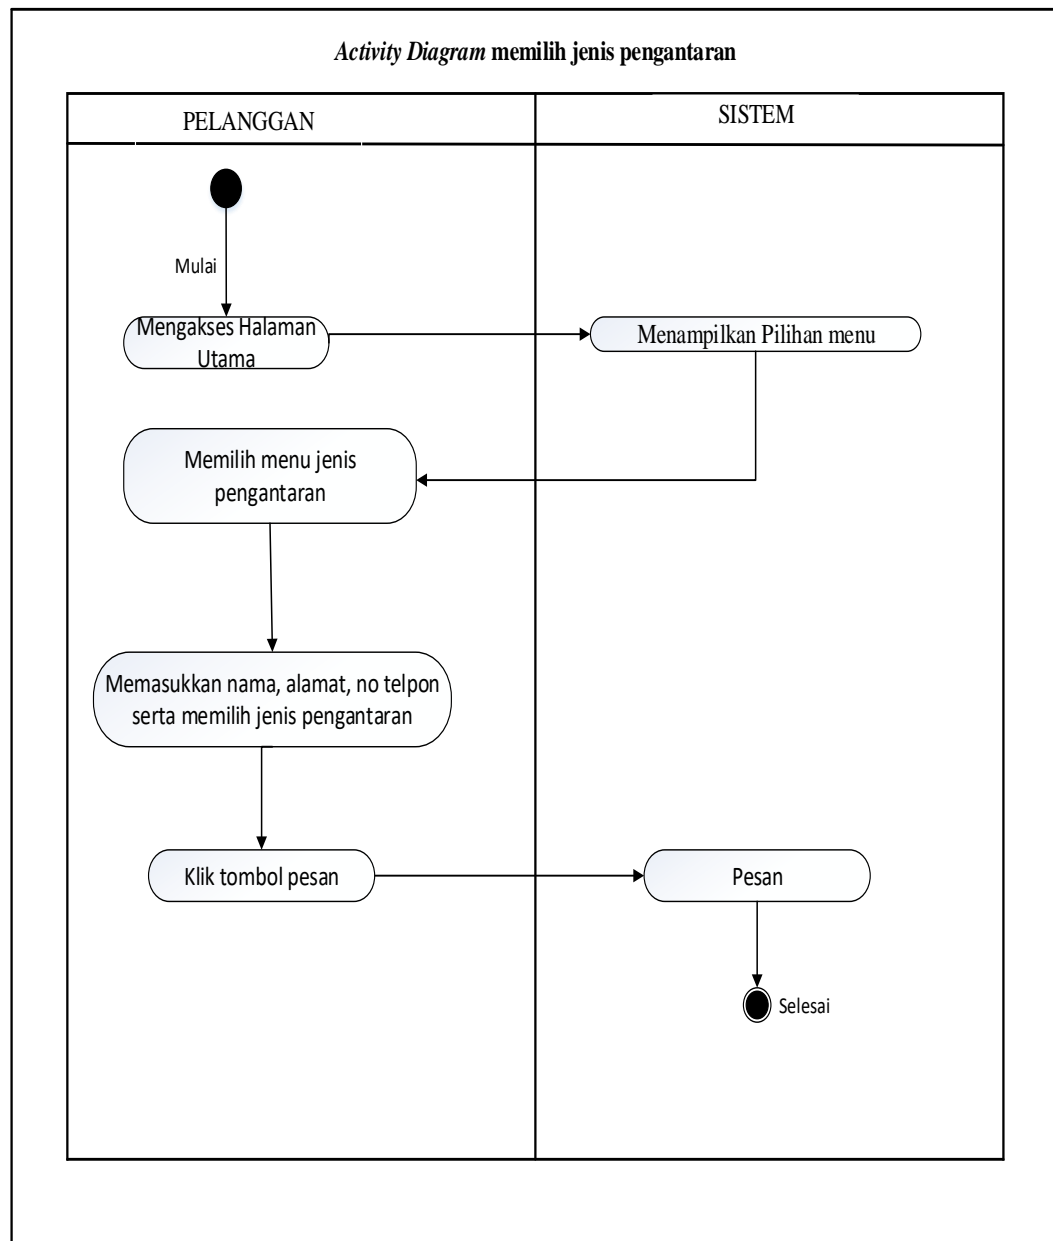 Activity Diagram memilih jenis pengantaran
PELANGGAN
SISTEM
Mulai
Mengakses Halaman
Utama
Menampilkan Pilihan menu
Memilih menu jenis
pengantaran
Memasukkan nama, alamat, no telpon
serta memilih jenis pengantaran
Klik tombol pesan
Pesan
Selesai